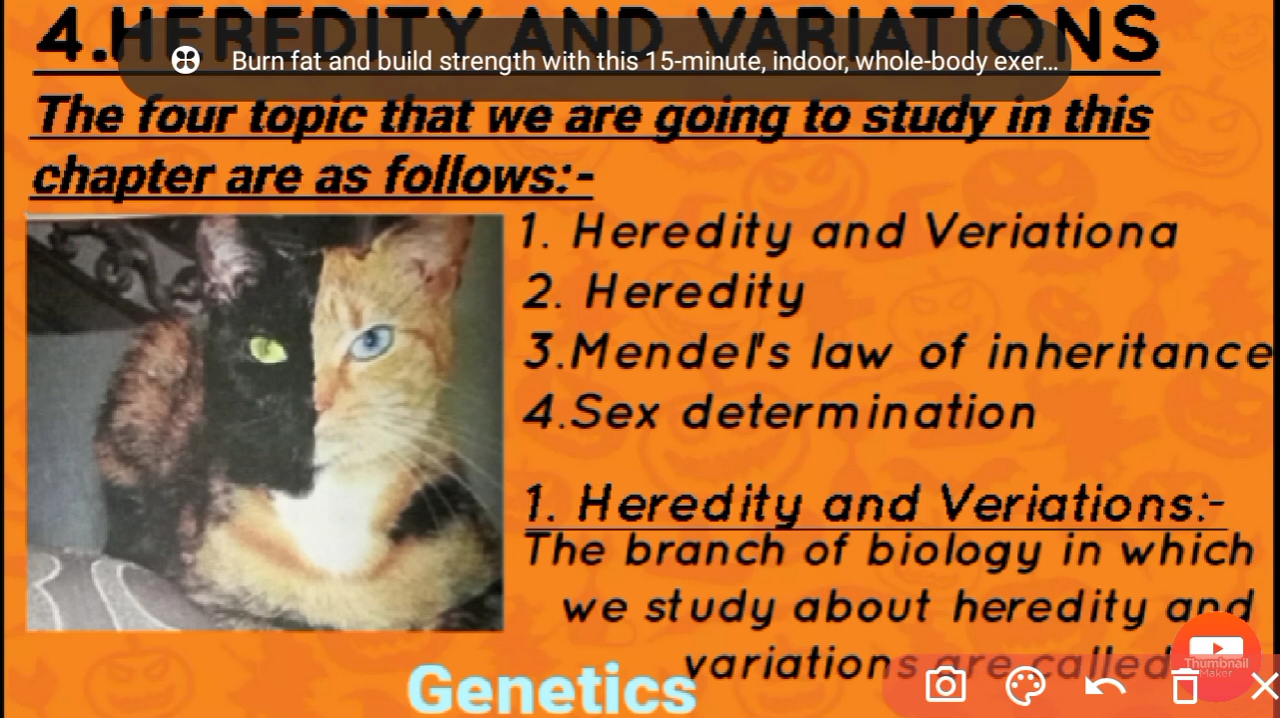 4.HEREDITY AND VARIATIONS
Burn fat and build strength with this 15-minute, indoor, whole-body exer...
The four topic that we are going to study in this
chapter are as follows:-
1. Heredity and Veriationa
2. Heredity
3.Mendel's law of inheritance
4.Sex determination
1. Heredity and Veriations:-
The branch of biology in which
we study about heredity and
variations are called
Genetics
Thumbnail
Maker